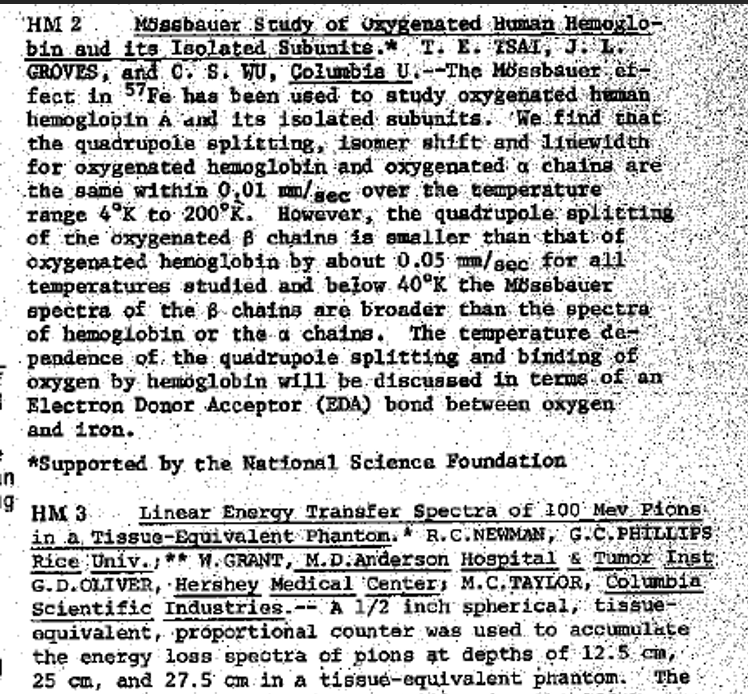 HM 2 Mössbauer Study of Oxygenated Human Hemoglo-
bin and its Isolated Subunits.* T. E. TSAI, J. L.
GROVES, and C. S. WU, Columbia U.--The Mössbauer ef-
fect in 57Fe has been used to study oxygenated human
hemoglobin A and its isolated subunits. We find that
the quadrupole splitting, isomer shift and linewidth
for oxygenated hemoglobin and oxygenated α chains are
the same within 0.01 mm/sec over the temperature
range 4°K to 200°K. However, the quadrupole splitting
of the oxygenated β chains is smaller than that of
oxygenated hemoglobin by about 0.05 mm/sec for all
temperatures studied and below 40°K the Mössbauer
spectra of the β chains are broader than the spectra
of hemoglobin or the α chains. The temperature de-
pendence of the quadrupole splitting and binding of
oxygen by hemoglobin will be discussed in terms of an
Electron Donor Acceptor (EDA) bond between oxygen
and iron.
*Supported by the National Science Foundation
HM 3 Linear Energy Transfer Spectra of 100 Mev Pions
in a Tissue-Equivalent Phantom.* R.C.NEWMAN, G.C.PHILLIPS
Rice Univ.;** W.GRANT, M.D.Anderson Hospital & Tumor Inst
G.D.OLIVER, Hershey Medical Center; M.C.TAYLOR, Columbia
Scientific Industries.-- A 1/2 inch spherical, tissue-
equivalent, proportional counter was used to accumulate
the energy loss spectra of pions at depths of 12.5 cm,
25 cm, and 27.5 cm in a tissue-equivalent phantom. The